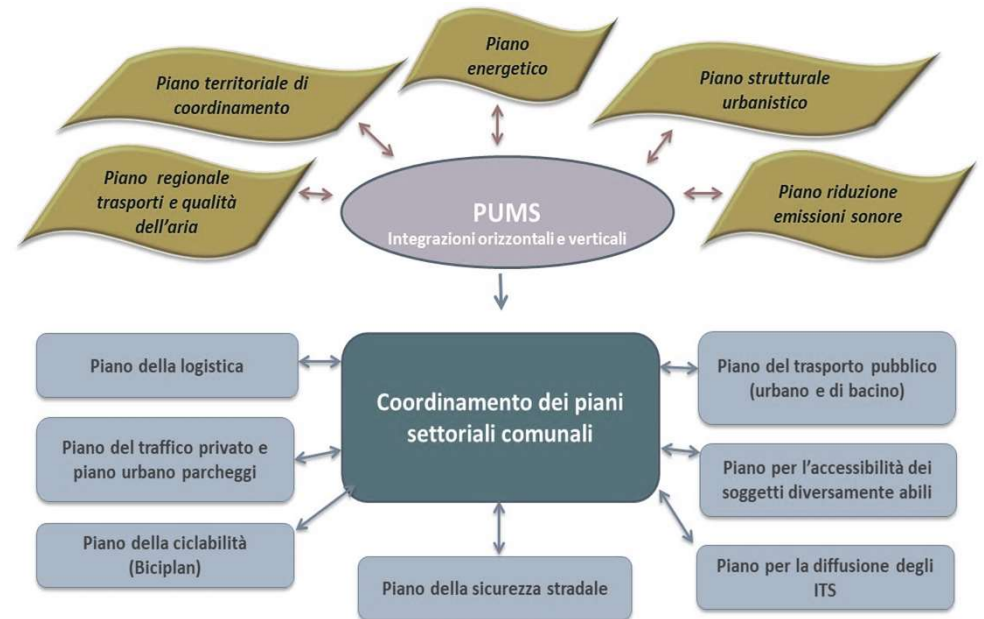 Piano
energetico
Piano territoriale di
coordinamento
Piano strutturale
urbanistico
Piano regionale
trasporti e qualità
dell'aria
Piano riduzione
emissioni sonore
PUMS
Integrazioni orizzontali e verticali
Piano della logistica
Piano del traffico privato e
piano urbano parcheggi
Piano della ciclabilità
(Biciplan)
Coordinamento dei piani
settoriali comunali
Piano della sicurezza stradale
Piano del trasporto pubblico
(urbano e di bacino)
Piano per l'accessibilità dei
soggetti diversamente abili
Piano per la diffusione degli
ITS